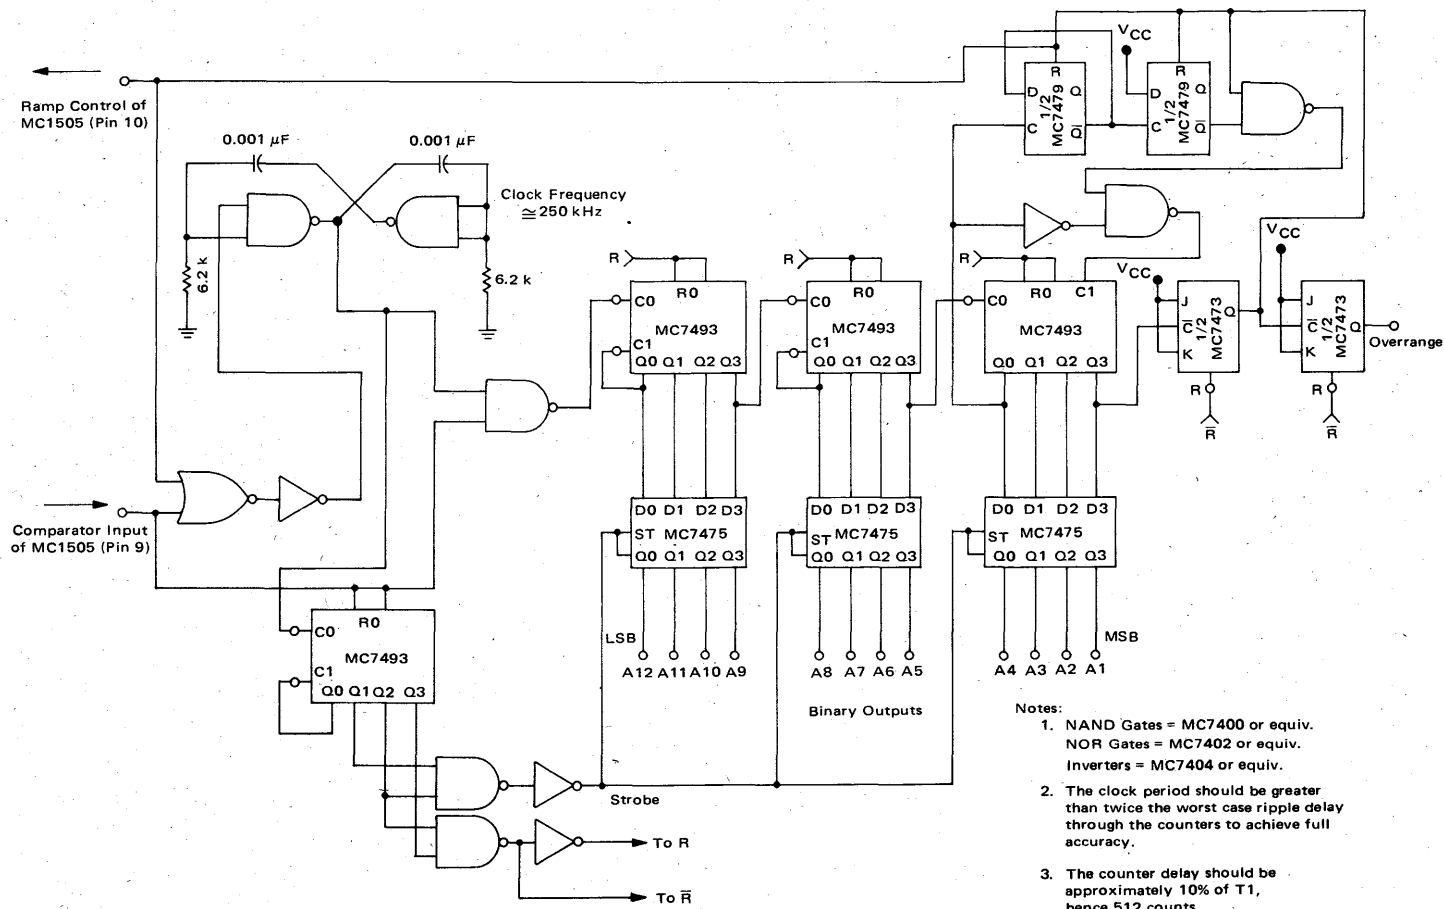 Ramp Control of
MC1505 (Pin 10)
0.001 μF
0.001 μF
Clock Frequency
≅ 250 kHz
6.2 k
6.2 k
R
D
Q
1/2
MC7479
C
Q̅
VCC
R
D
Q
1/2
MC7479
C
Q̅
R
C0
R0
MC7493
C1
Q0 Q1 Q2 Q3
R
C0
R0
MC7493
C1
Q0 Q1 Q2 Q3
R
C0
R0
C1
MC7493
Q0 Q1 Q2 Q3
VCC
J
C̅
K
Q
1/2
MC7473
R
R̅
VCC
J
C̅
K
Q
1/2
MC7473
R
R̅
Overrange
Comparator Input
of MC1505 (Pin 9)
D0 D1 D2 D3
ST MC7475
Q0 Q1 Q2 Q3
D0 D1 D2 D3
ST MC7475
Q0 Q1 Q2 Q3
D0 D1 D2 D3
ST MC7475
Q0 Q1 Q2 Q3
LSB
MSB
A12 A11 A10 A9
A8 A7 A6 A5
A4 A3 A2 A1
Binary Outputs
R0
C0
MC7493
C1
Q0 Q1 Q2 Q3
Strobe
To R
To R̅
Notes:
1. NAND Gates = MC7400 or equiv.
NOR Gates = MC7402 or equiv.
Inverters = MC7404 or equiv.
2. The clock period should be greater
than twice the worst case ripple delay
through the counters to achieve full
accuracy.
3. The counter delay should be
approximately 10% of T1,
hence 512 counts